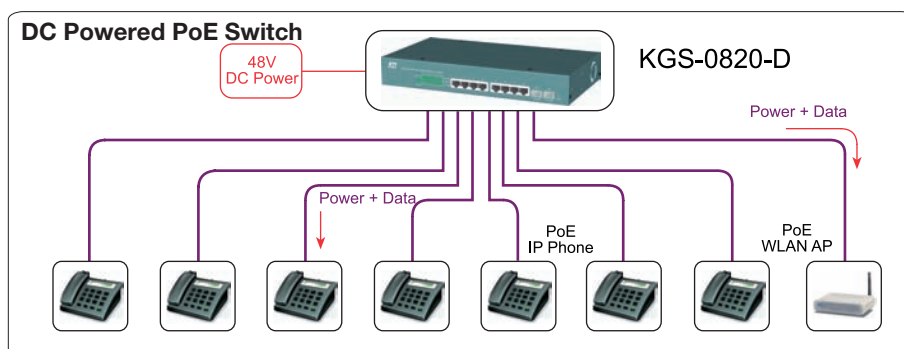 DC Powered PoE Switch
48V
DC Power
KGS-0820-D
Power + Data
Power + Data
PoE
IP Phone
PoE
WLAN AP